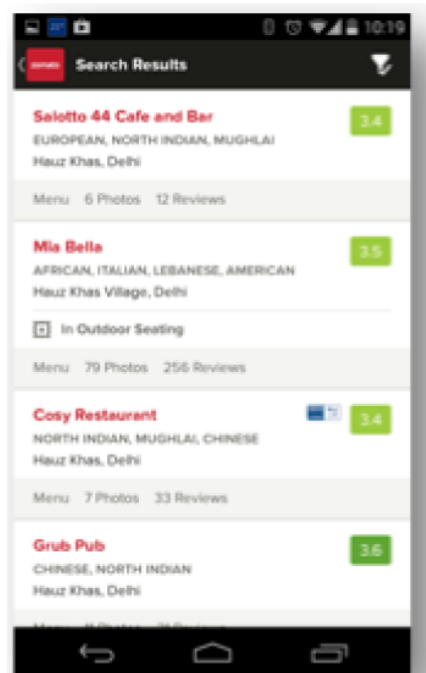 10:19
zomato
Search Results
Salotto 44 Cafe and Bar
3.4
EUROPEAN, NORTH INDIAN, MUGHLAI
Hauz Khas, Delhi
Menu 6 Photos 12 Reviews
Mia Bella
3.5
AFRICAN, ITALIAN, LEBANESE, AMERICAN
Hauz Khas Village, Delhi
In Outdoor Seating
Menu 79 Photos 256 Reviews
Cosy Restaurant
3.4
NORTH INDIAN, MUGHLAI, CHINESE
Hauz Khas, Delhi
Menu 7 Photos 33 Reviews
Grub Pub
3.6
CHINESE, NORTH INDIAN
Hauz Khas, Delhi